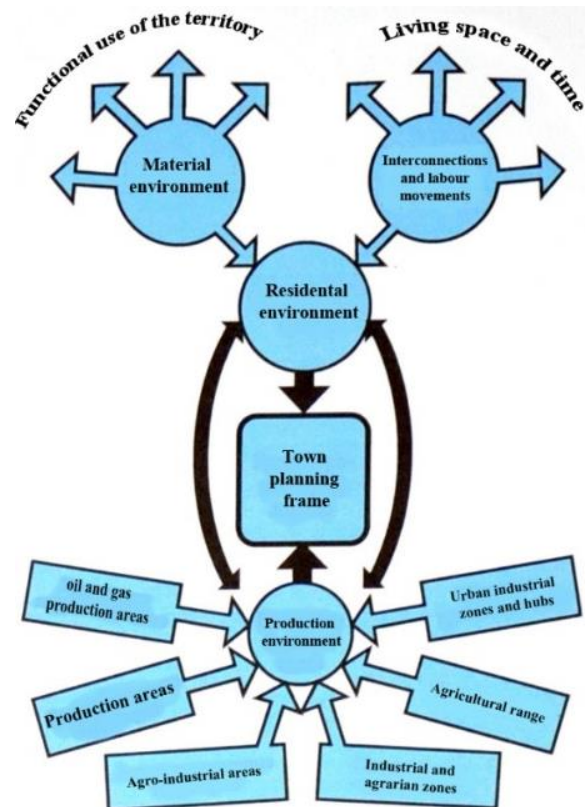 Functional use of the territory
Living space and time
Material
environment
Interconnections
and labour
movements
Residental
environment
Town
planning
frame
oil and gas
production areas
Urban industrial
zones and hubs
Production
environment
Production areas
Agricultural range
Agro-industrial areas
Industrial and
agrarian zones